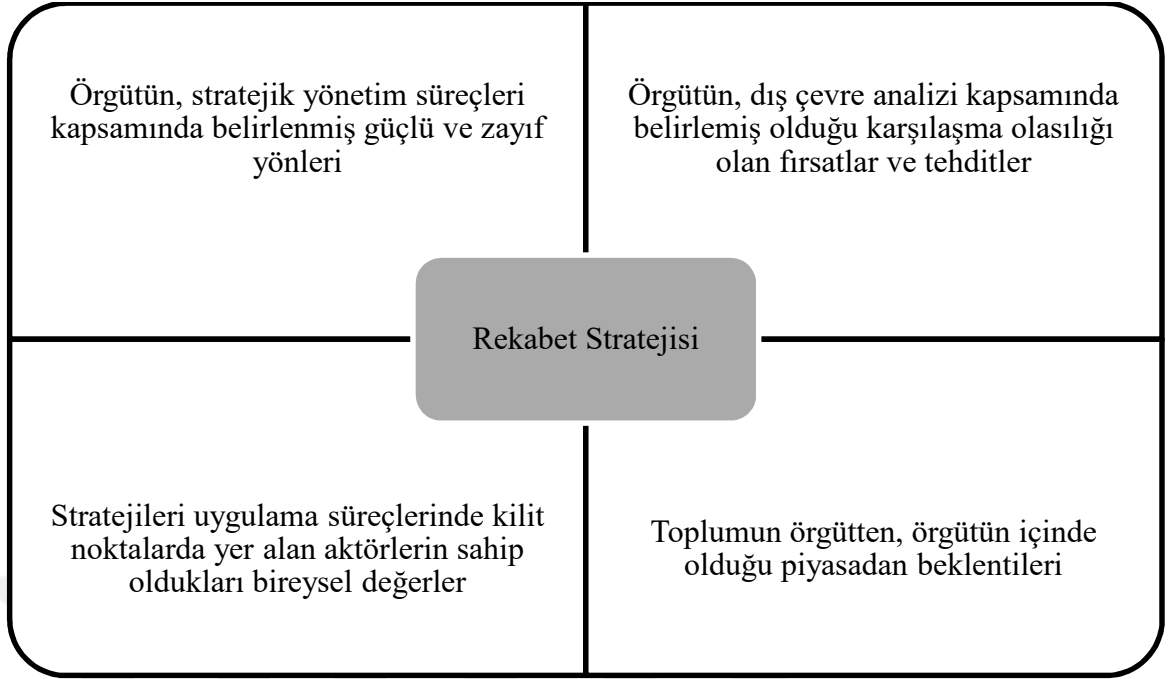 Örgütün, stratejik yönetim süreçleri
kapsamında belirlenmiş güçlü ve zayıf
yönleri
Örgütün, dış çevre analizi kapsamında
belirlemiş olduğu karşılaşma olasılığı
olan fırsatlar ve tehditler
Rekabet Stratejisi
Stratejileri uygulama süreçlerinde kilit
noktalarda yer alan aktörlerin sahip
oldukları bireysel değerler
Toplumun örgütten, örgütün içinde
olduğu piyasadan beklentileri